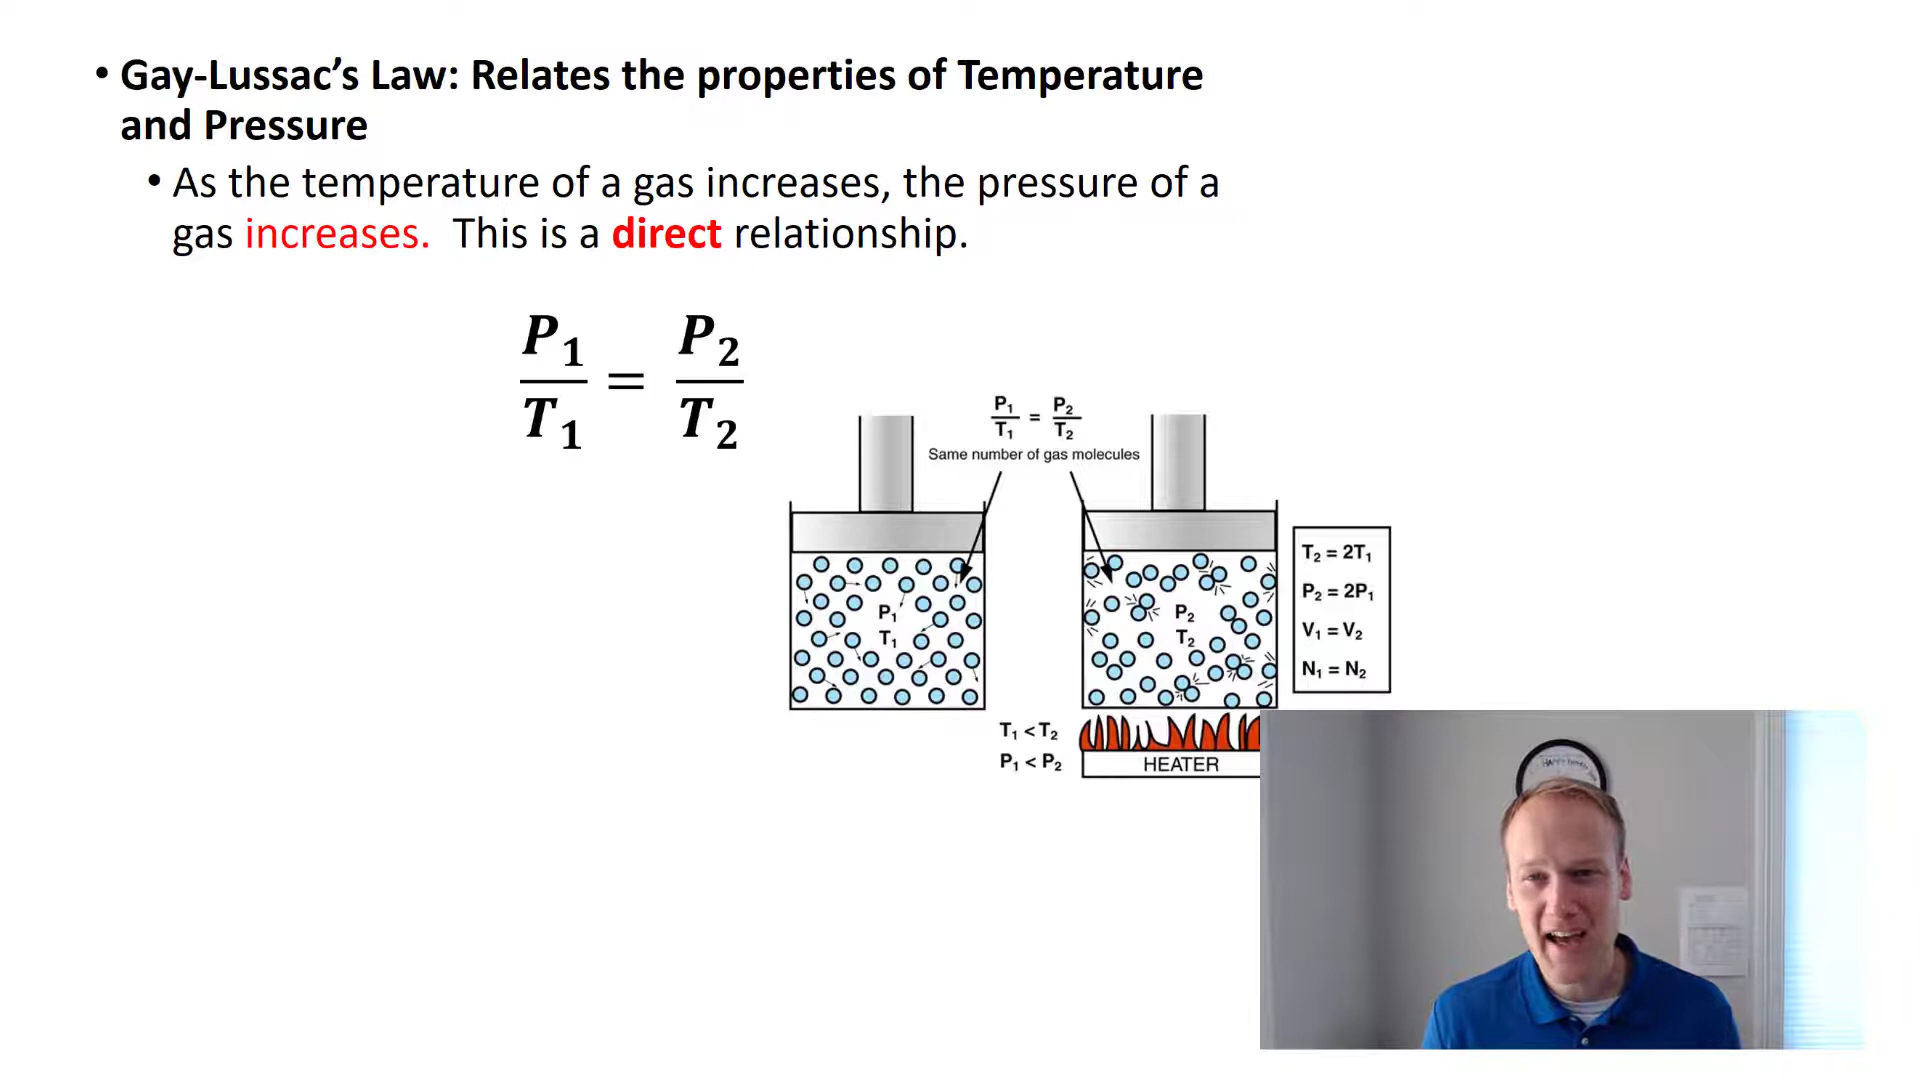 • Gay-Lussac’s Law: Relates the properties of Temperature
and Pressure
• As the temperature of a gas increases, the pressure of a
gas increases.  This is a direct relationship.
P₁/T₁ = P₂/T₂
P₁/T₁ = P₂/T₂
Same number of gas molecules
P₁
T₁
P₂
T₂
T₂ = 2T₁
P₂ = 2P₁
V₁ = V₂
N₁ = N₂
T₁ < T₂
P₁ < P₂
HEATER